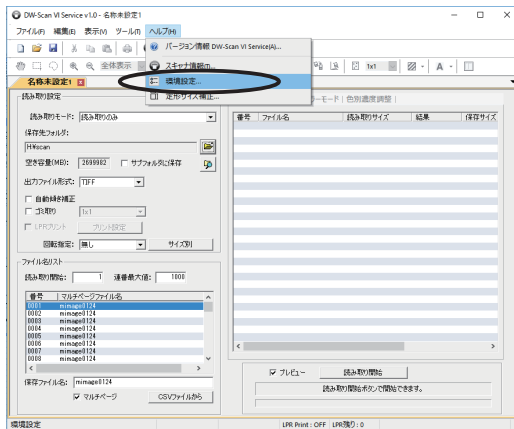 DW-Scan VI Service v1.0 - 名称未設定1
ファイル(F) 編集(E) 表示(V) ツール(T) ヘルプ(H)
バージョン情報 DW-Scan VI Service(A)...
スキャナ情報(I)...
環境設定...
定形サイズ補正...
全体表示
1x1
A
名称未設定1
カラーモード | 色別濃度調整 |
読み取り設定
読み取りモード: 読み取りのみ
保存先フォルダ:
H¥scan
空き容量(MB): 2699982 サブフォルダに保存
出力ファイル形式: TIFF
自動傾き補正
ゴミ取り 1x1
LPRプリント プリント設定
回転指定: 無し サイズ別
ファイル名リスト
読み取り開始: 1 連番最大値: 1000
番号 マルチページファイル名
0001 mimage0124
0002 mimage0124
0003 mimage0124
0004 mimage0124
0005 mimage0124
0006 mimage0124
0007 mimage0124
0008 mimage0124
保存ファイル名: mimage0124
マルチページ CSVファイルから
番号 ファイル名 読み取りサイズ 結果 保存サイズ
プレビュー 読み取り開始
読み取り開始ボタンで開始できます。
環境設定 LPR Print : OFF LPR残り : 0